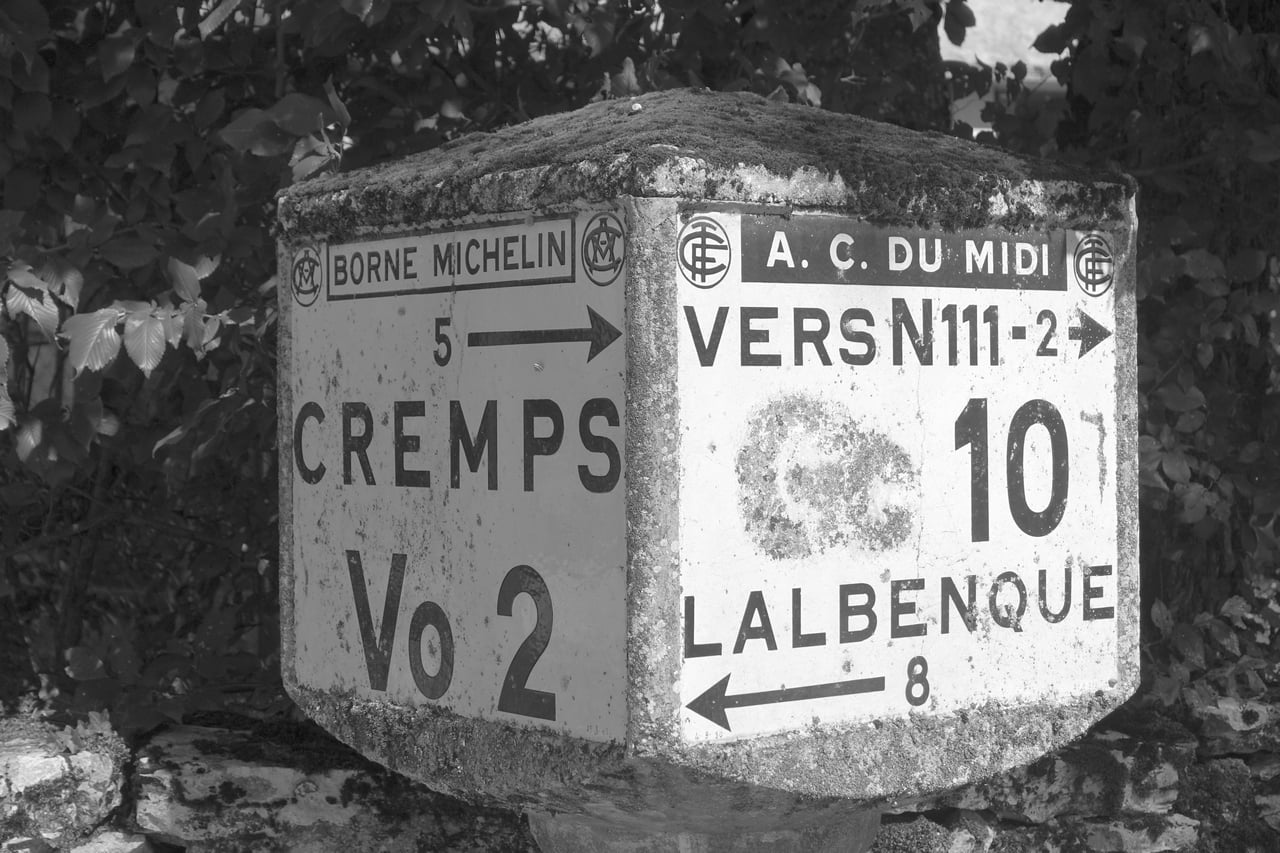 BORNE MICHELIN
5
CREMPS
Vo 2
A. C. DU MIDI
VERS N111-2
10
LALBENQUE
8